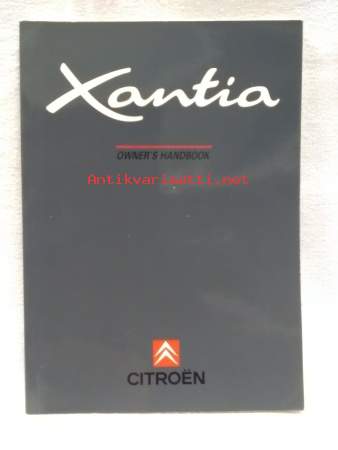 Xantia
OWNER'S HANDBOOK
Antikvariaatti.net
CITROËN